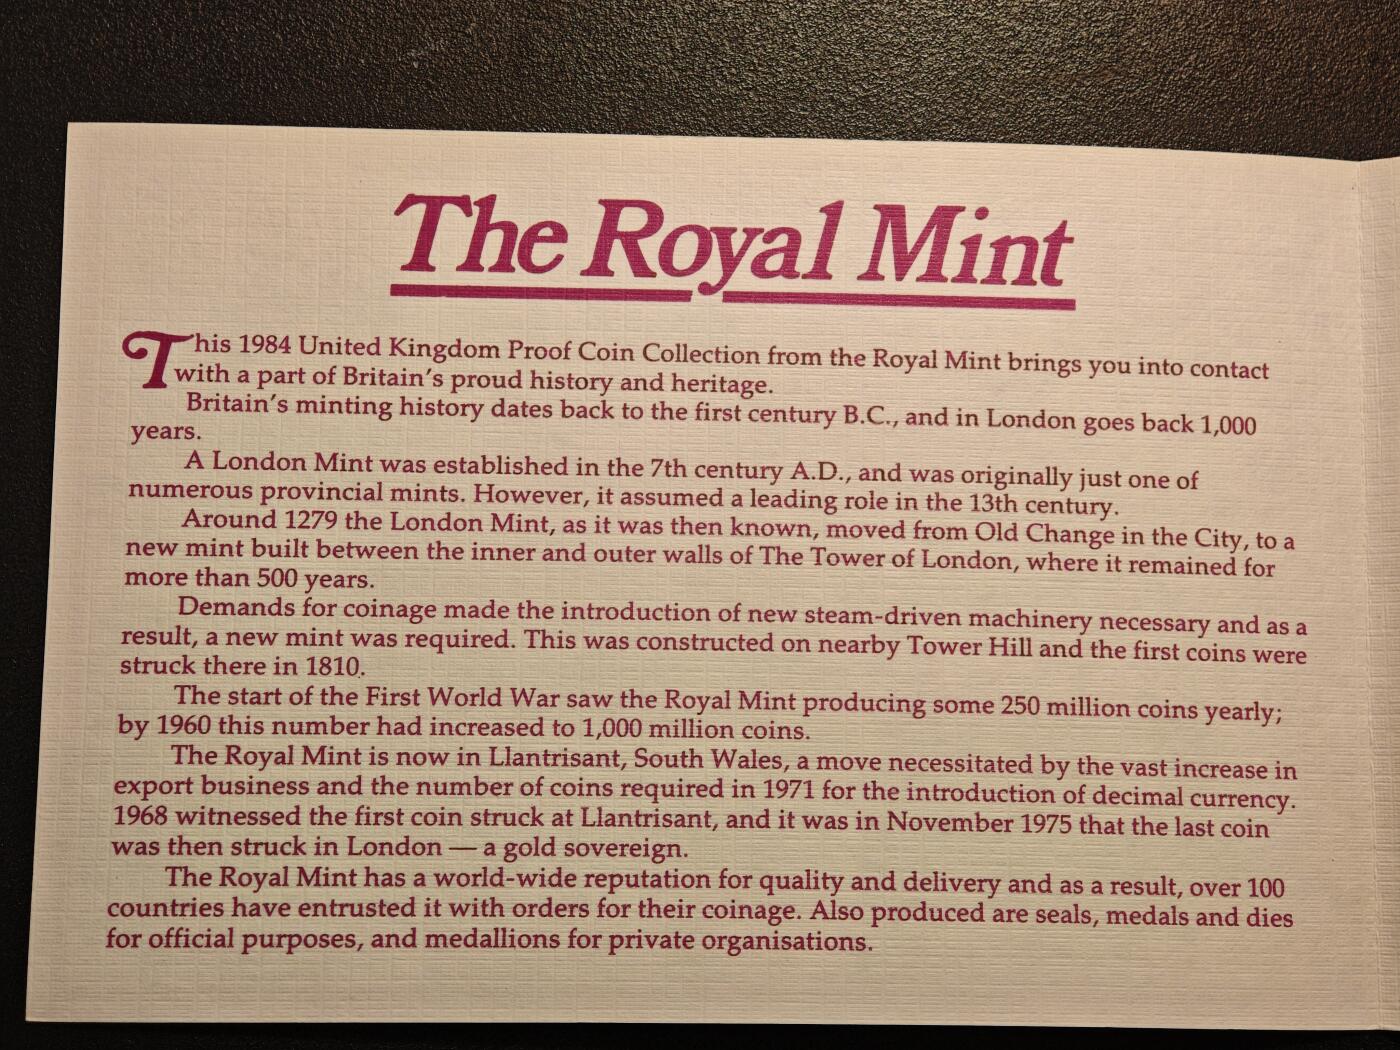 The Royal Mint
This 1984 United Kingdom Proof Coin Collection from the Royal Mint brings you into contact
with a part of Britain's proud history and heritage.
Britain's minting history dates back to the first century B.C., and in London goes back 1,000
years.
A London Mint was established in the 7th century A.D., and was originally just one of
numerous provincial mints. However, it assumed a leading role in the 13th century.
Around 1279 the London Mint, as it was then known, moved from Old Change in the City, to a
new mint built between the inner and outer walls of The Tower of London, where it remained for
more than 500 years.
Demands for coinage made the introduction of new steam-driven machinery necessary and as a
result, a new mint was required. This was constructed on nearby Tower Hill and the first coins were
struck there in 1810.
The start of the First World War saw the Royal Mint producing some 250 million coins yearly;
by 1960 this number had increased to 1,000 million coins.
The Royal Mint is now in Llantrisant, South Wales, a move necessitated by the vast increase in
export business and the number of coins required in 1971 for the introduction of decimal currency.
1968 witnessed the first coin struck at Llantrisant, and it was in November 1975 that the last coin
was then struck in London — a gold sovereign.
The Royal Mint has a world-wide reputation for quality and delivery and as a result, over 100
countries have entrusted it with orders for their coinage. Also produced are seals, medals and dies
for official purposes, and medallions for private organisations.